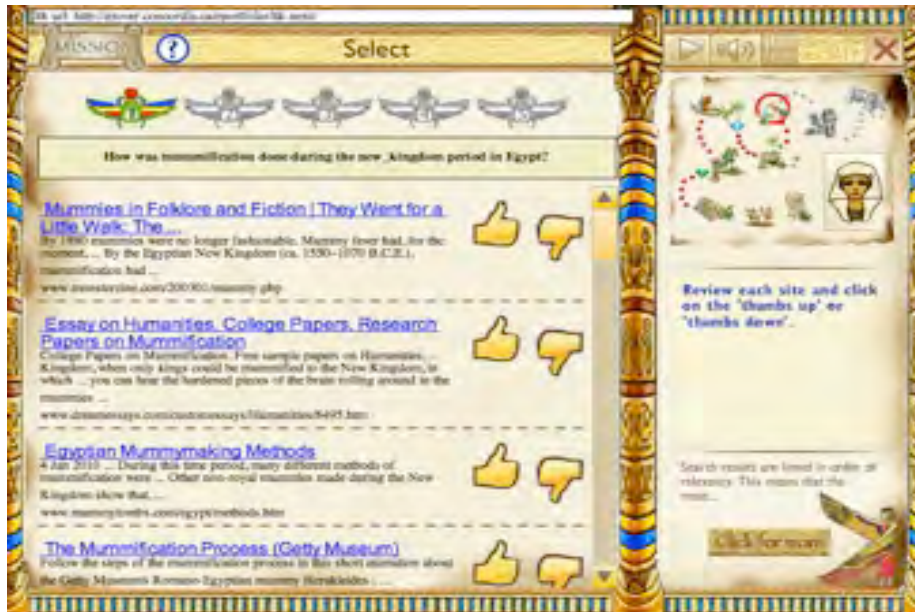 MISSION
?
Select
How was mummification done during the new_kingdom period in Egypt?
Mummies in Folklore and Fiction | They Went for a
Little Walk: The ...
By 1990 mummies were no longer fashionable. Mummy fever had, for the
moment, ... By the Egyptian New Kingdom (ca. 1550-1070 B.C.E.),
mummification had ...
Essay on Humanities, College Papers, Research
Papers on Mummification
College Papers on Mummification. Free sample papers on Humanities, ...
Kingdom, when only kings could be mummified to the New Kingdom, in
which ... you can hear the hardened pieces of the brain rolling around in the
mummies ...
Egyptian Mummymaking Methods
4 Jan 2010 ... During this time period, many different methods of
mummification were ... Other non-royal mummies made during the New
Kingdom show that, ...
The Mummification Process (Getty Museum)
Follow the steps of the mummification process in this short animation about
the Getty Museum's Romano-Egyptian mummy Herakleides
Review each site and click
on the 'thumbs up' or
'thumbs down'.
Search results are listed in order of
relevancy. This means that the
most...
Click for more